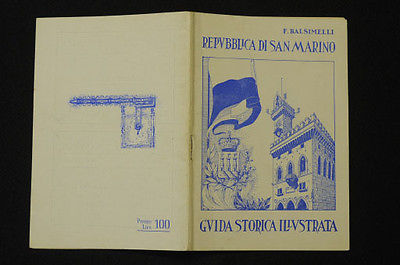 F. BALSIMELLI
REPVBBLICA DI SAN MARINO
GVIDA STORICA ILLVSTRATA
Prezzo
Lire 100